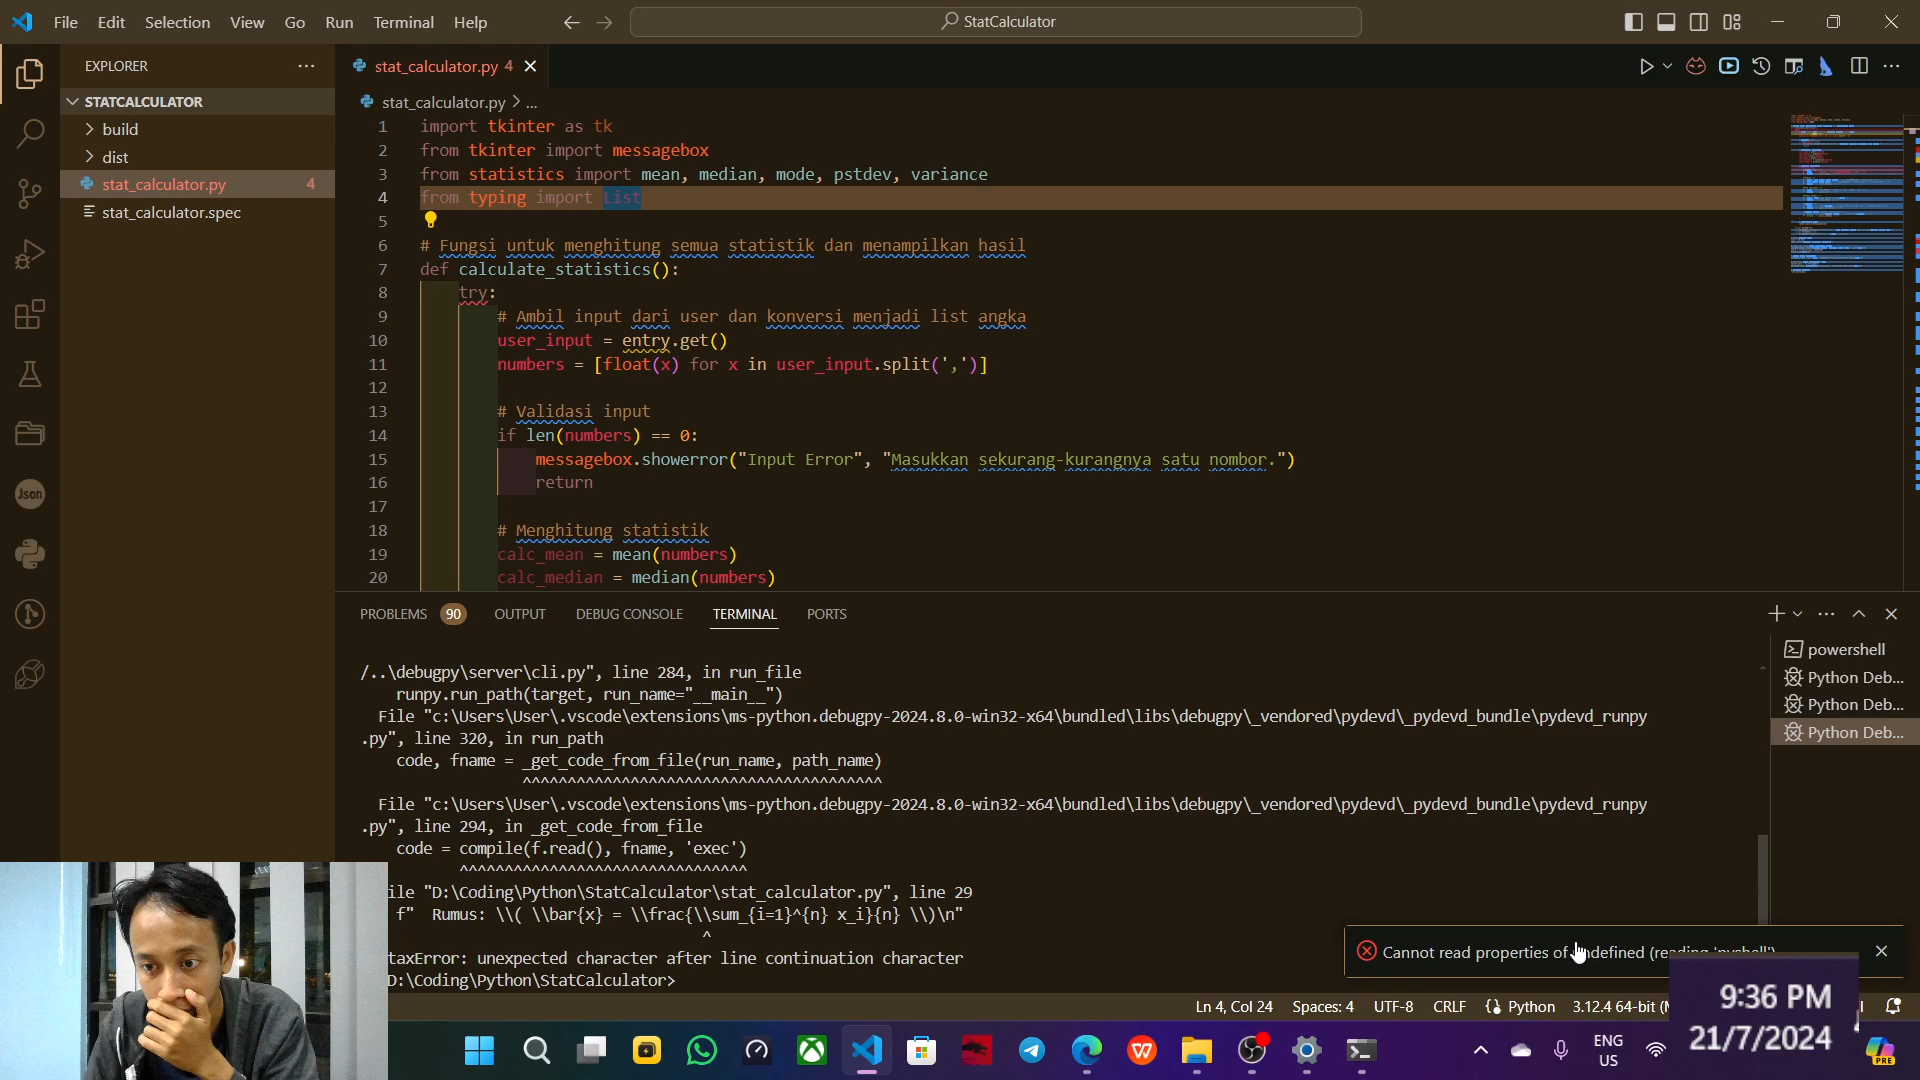 File Edit Selection View Go Run Terminal Help
StatCalculator
EXPLORER
STATCALCULATOR
build
dist
stat_calculator.py 4
stat_calculator.spec
Json
stat_calculator.py 4
stat_calculator.py > ...
1 import tkinter as tk
2 from tkinter import messagebox
3 from statistics import mean, median, mode, pstdev, variance
4 from typing import List
5
6 # Fungsi untuk menghitung semua statistik dan menampilkan hasil
7 def calculate_statistics():
8 try:
9 # Ambil input dari user dan konversi menjadi list angka
10 user_input = entry.get()
11 numbers = [float(x) for x in user_input.split(',')]
12
13 # Validasi input
14 if len(numbers) == 0:
15 messagebox.showerror("Input Error", "Masukkan sekurang-kurangnya satu nombor.")
16 return
17
18 # Menghitung statistik
19 calc_mean = mean(numbers)
20 calc_median = median(numbers)
PROBLEMS 90 OUTPUT DEBUG CONSOLE TERMINAL PORTS
powershell
Python Deb...
Python Deb...
Python Deb...
/..\debugpy\server\cli.py", line 284, in run_file
runpy.run_path(target, run_name="__main__")
File "c:\Users\User\.vscode\extensions\ms-python.debugpy-2024.8.0-win32-x64\bundled\libs\debugpy\_vendored\pydevd\_pydevd_bundle\pydevd_runpy
.py", line 320, in run_path
code, fname = _get_code_from_file(run_name, path_name)
^^^^^^^^^^^^^^^^^^^^^^^^^^^^^^^^^^^^^^
File "c:\Users\User\.vscode\extensions\ms-python.debugpy-2024.8.0-win32-x64\bundled\libs\debugpy\_vendored\pydevd\_pydevd_bundle\pydevd_runpy
.py", line 294, in _get_code_from_file
code = compile(f.read(), fname, 'exec')
^^^^^^^^^^^^^^^^^^^^^^^^^^^^^^
ile "D:\Coding\Python\StatCalculator\stat_calculator.py", line 29
f" Rumus: \\( \\bar{x} = \\frac{\\sum_{i=1}^{n} x_i}{n} \\)\n"
^
taxError: unexpected character after line continuation character
D:\Coding\Python\StatCalculator>
Cannot read properties of undefined (reading 'pyshell')
Ln 4, Col 24 Spaces: 4 UTF-8 CRLF {} Python 3.12.4 64-bit
9:36 PM
21/7/2024
ENG
US
PRE